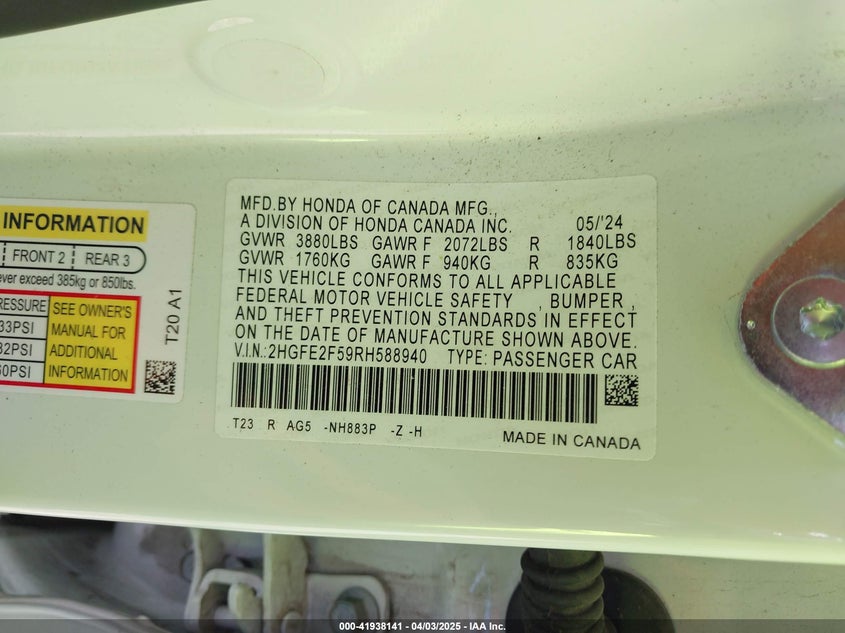 INFORMATION
FRONT 2 REAR 3
ever exceed 385kg or 850lbs.
PRESSURE
33PSI
32PSI
60PSI
SEE OWNER'S
MANUAL FOR
ADDITIONAL
INFORMATION
T20 A1
MFD.BY HONDA OF CANADA MFG.,
A DIVISION OF HONDA CANADA INC. 05/'24
GVWR 3880LBS GAWR F 2072LBS R 1840LBS
GVWR 1760KG GAWR F 940KG R 835KG
THIS VEHICLE CONFORMS TO ALL APPLICABLE
FEDERAL MOTOR VEHICLE SAFETY , BUMPER ,
AND THEFT PREVENTION STANDARDS IN EFFECT
ON THE DATE OF MANUFACTURE SHOWN ABOVE.
V.I.N.:2HGFE2F59RH588940 TYPE: PASSENGER CAR
T23 R AG5 -NH883P -Z -H
MADE IN CANADA
000-41938141 - 04/03/2025 - IAA Inc.